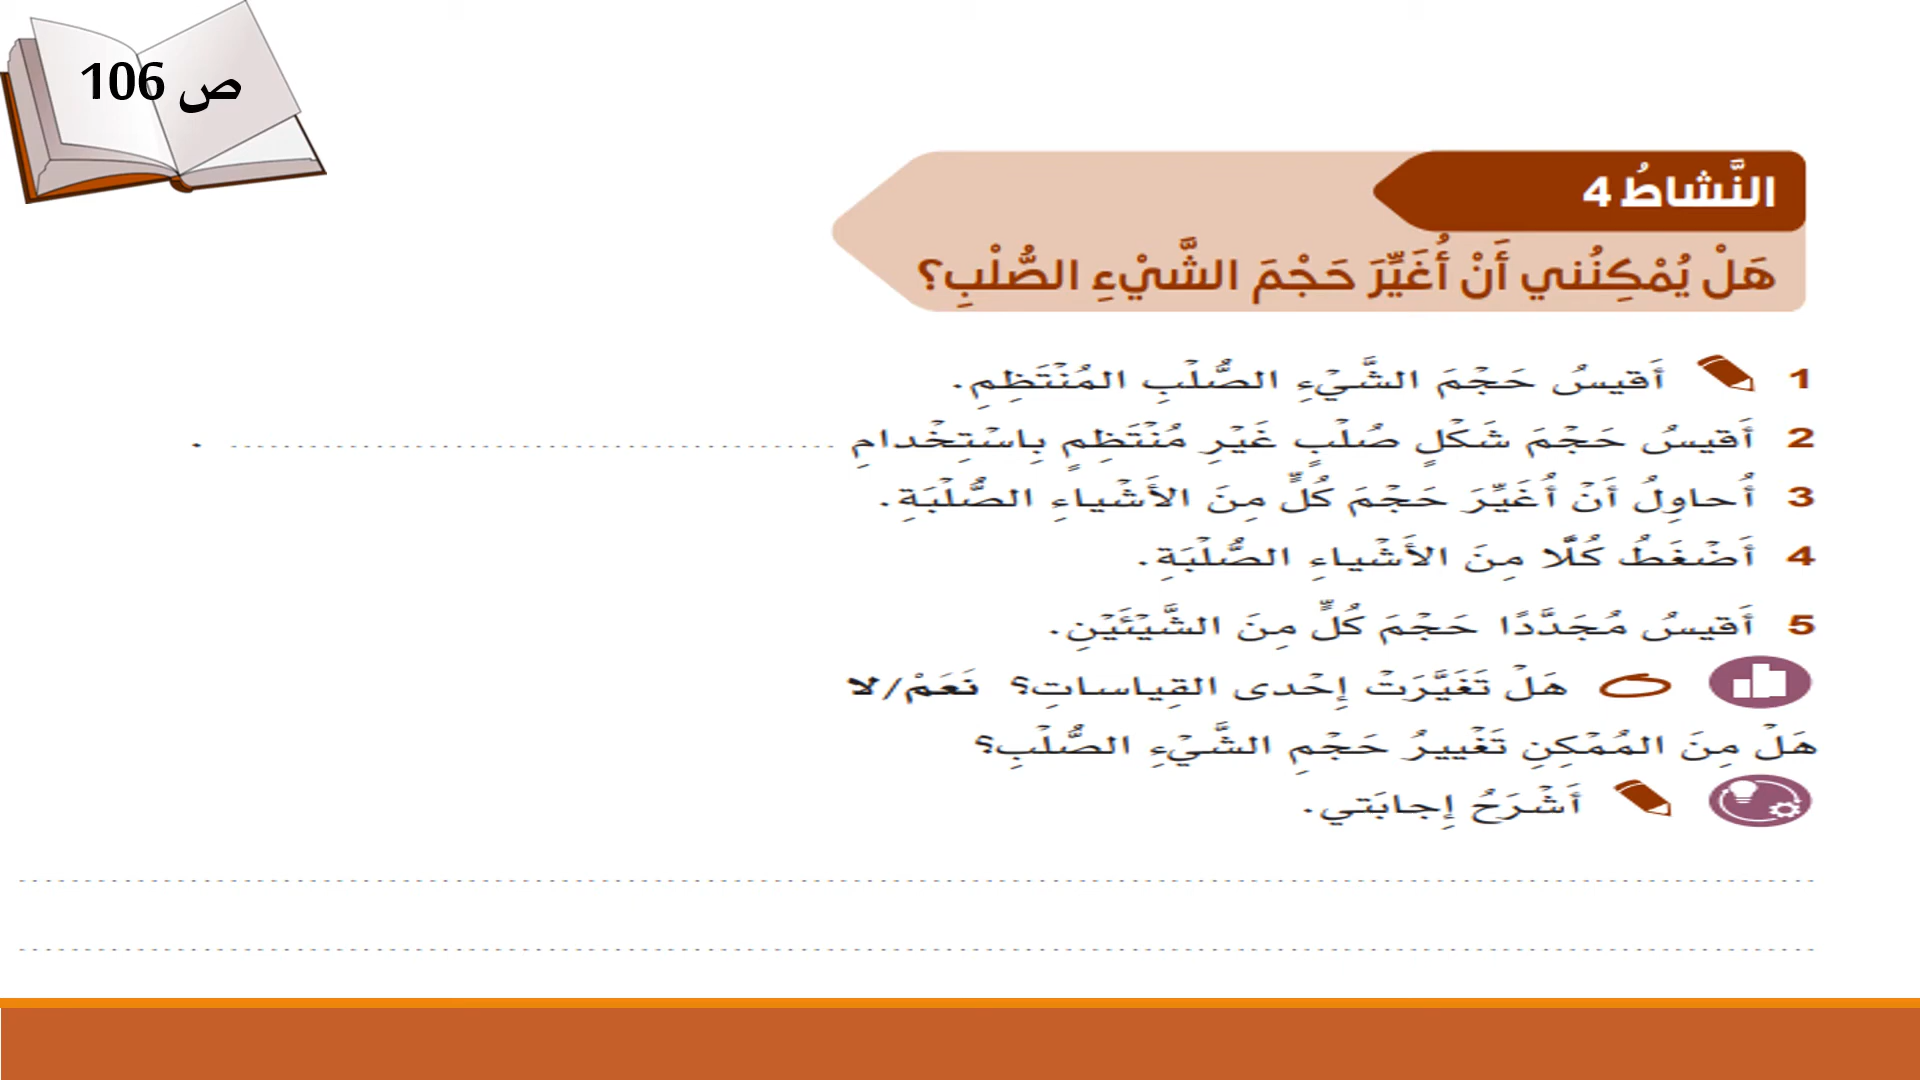 ص 106
النَّشاطُ 4
هَلْ يُمْكِنُني أَنْ أُغَيِّرَ حَجْمَ الشَّيْءِ الصُّلْبِ؟
1 أَقيسُ حَجْمَ الشَّيْءِ الصُّلْبِ المُنْتَظِمِ.
2 أَقيسُ حَجْمَ شَكْلٍ صُلْبٍ غَيْرِ مُنْتَظِمٍ بِاسْتِخْدامِ .
3 أُحاوِلُ أَنْ أُغَيِّرَ حَجْمَ كُلٍّ مِنَ الأَشْياءِ الصُّلْبَةِ.
4 أَضْغَطُ كُلًّا مِنَ الأَشْياءِ الصُّلْبَةِ.
5 أَقيسُ مُجَدَّدًا حَجْمَ كُلٍّ مِنَ الشَّيْئَيْنِ.
هَلْ تَغَيَّرَتْ إِحْدى القِياساتِ؟ نَعَمْ/لا
هَلْ مِنَ المُمْكِنِ تَغْييرُ حَجْمِ الشَّيْءِ الصُّلْبِ؟
أَشْرَحُ إِجابَتي.